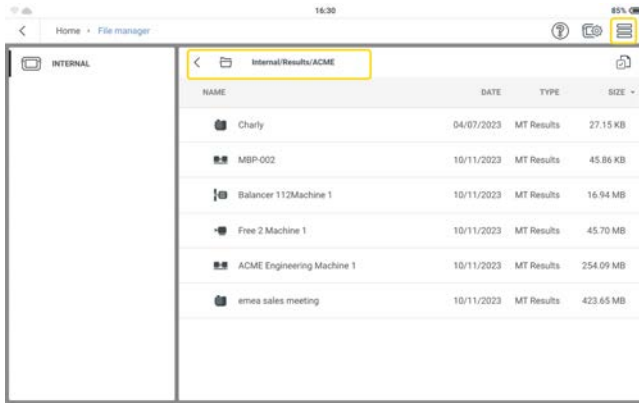 16:30
85%
Home › File manager
INTERNAL
Internal/Results/ACME
NAME DATE TYPE SIZE
Charly 04/07/2023 MT Results 27.15 KB
MBP-002 10/11/2023 MT Results 45.86 KB
Balancer 112Machine 1 10/11/2023 MT Results 16.94 MB
Free 2 Machine 1 10/11/2023 MT Results 45.70 MB
ACME Engineering Machine 1 10/11/2023 MT Results 254.09 MB
emea sales meeting 10/11/2023 MT Results 423.65 MB